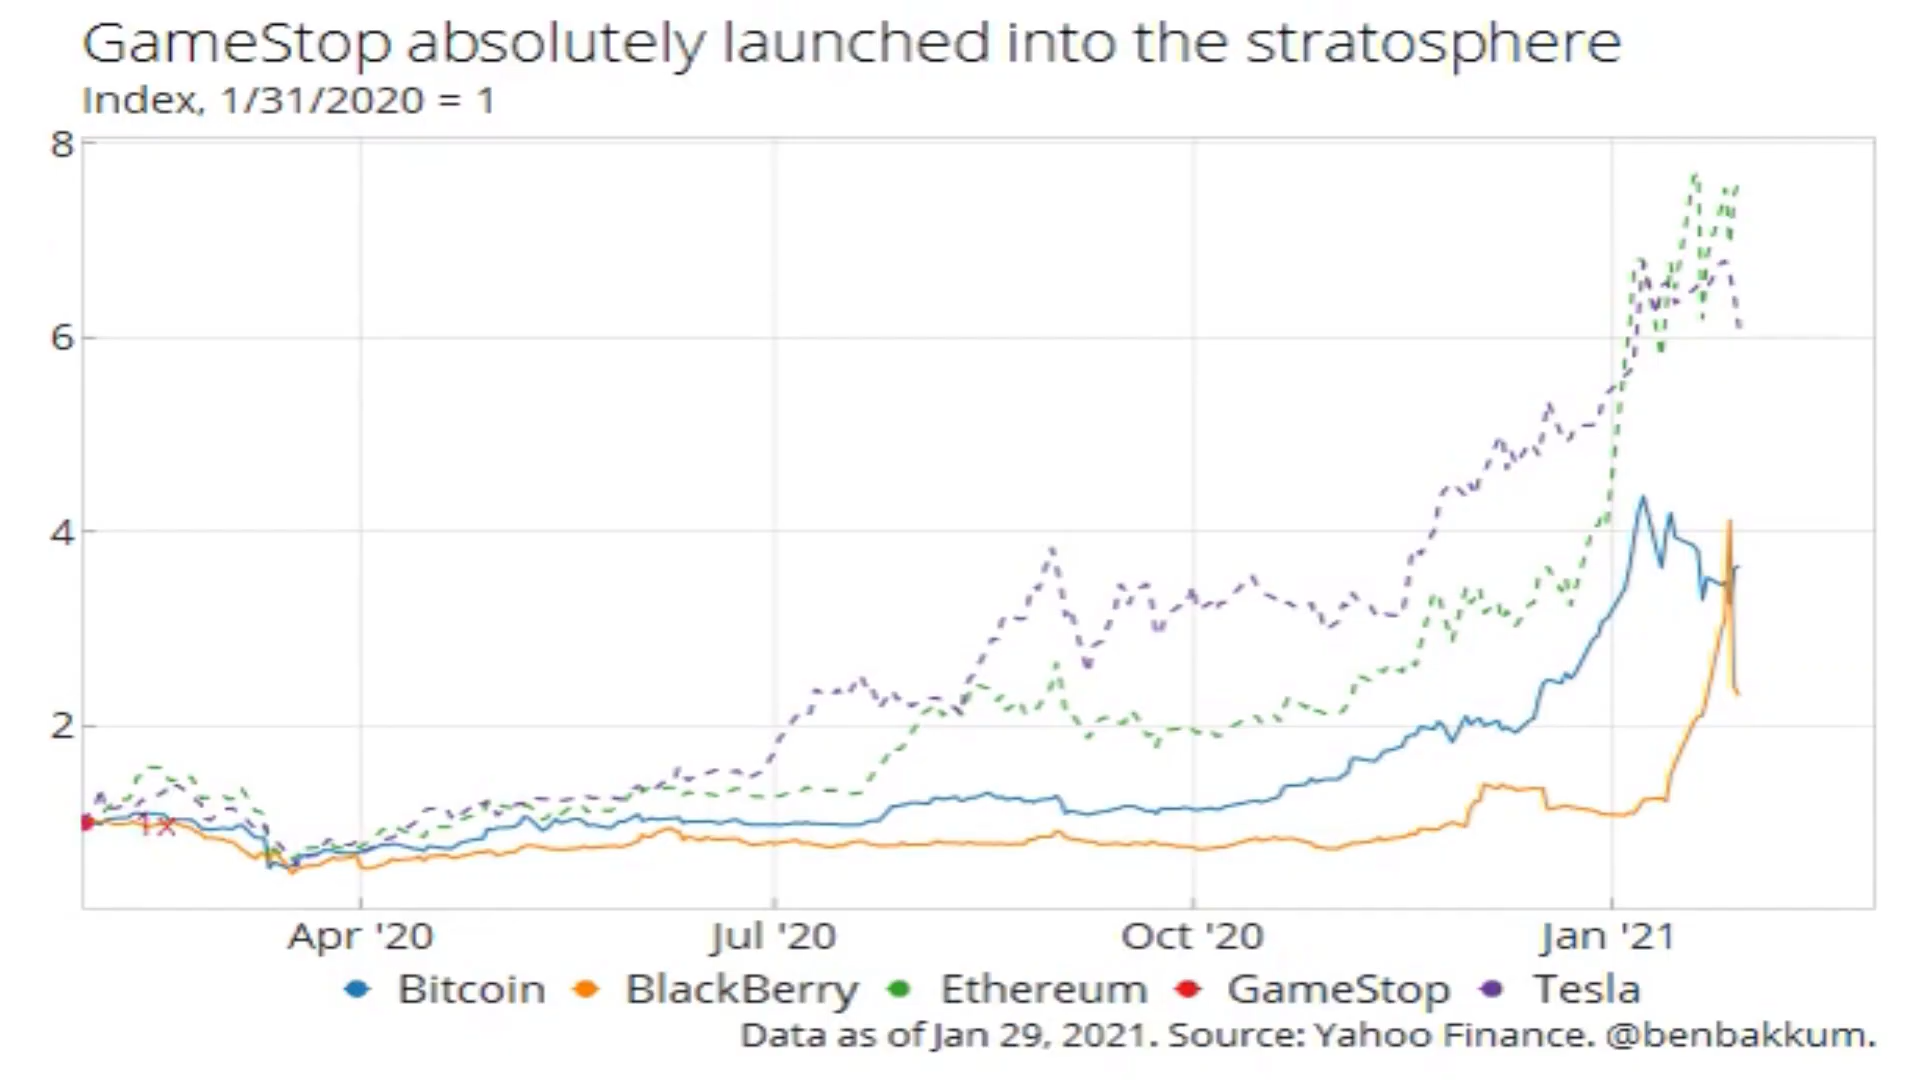 GameStop absolutely launched into the stratosphere
Index, 1/31/2020 = 1
8
6
4
2
Apr '20 Jul '20 Oct '20 Jan '21
Bitcoin BlackBerry Ethereum GameStop Tesla
Data as of Jan 29, 2021. Source: Yahoo Finance. @benbakkum.